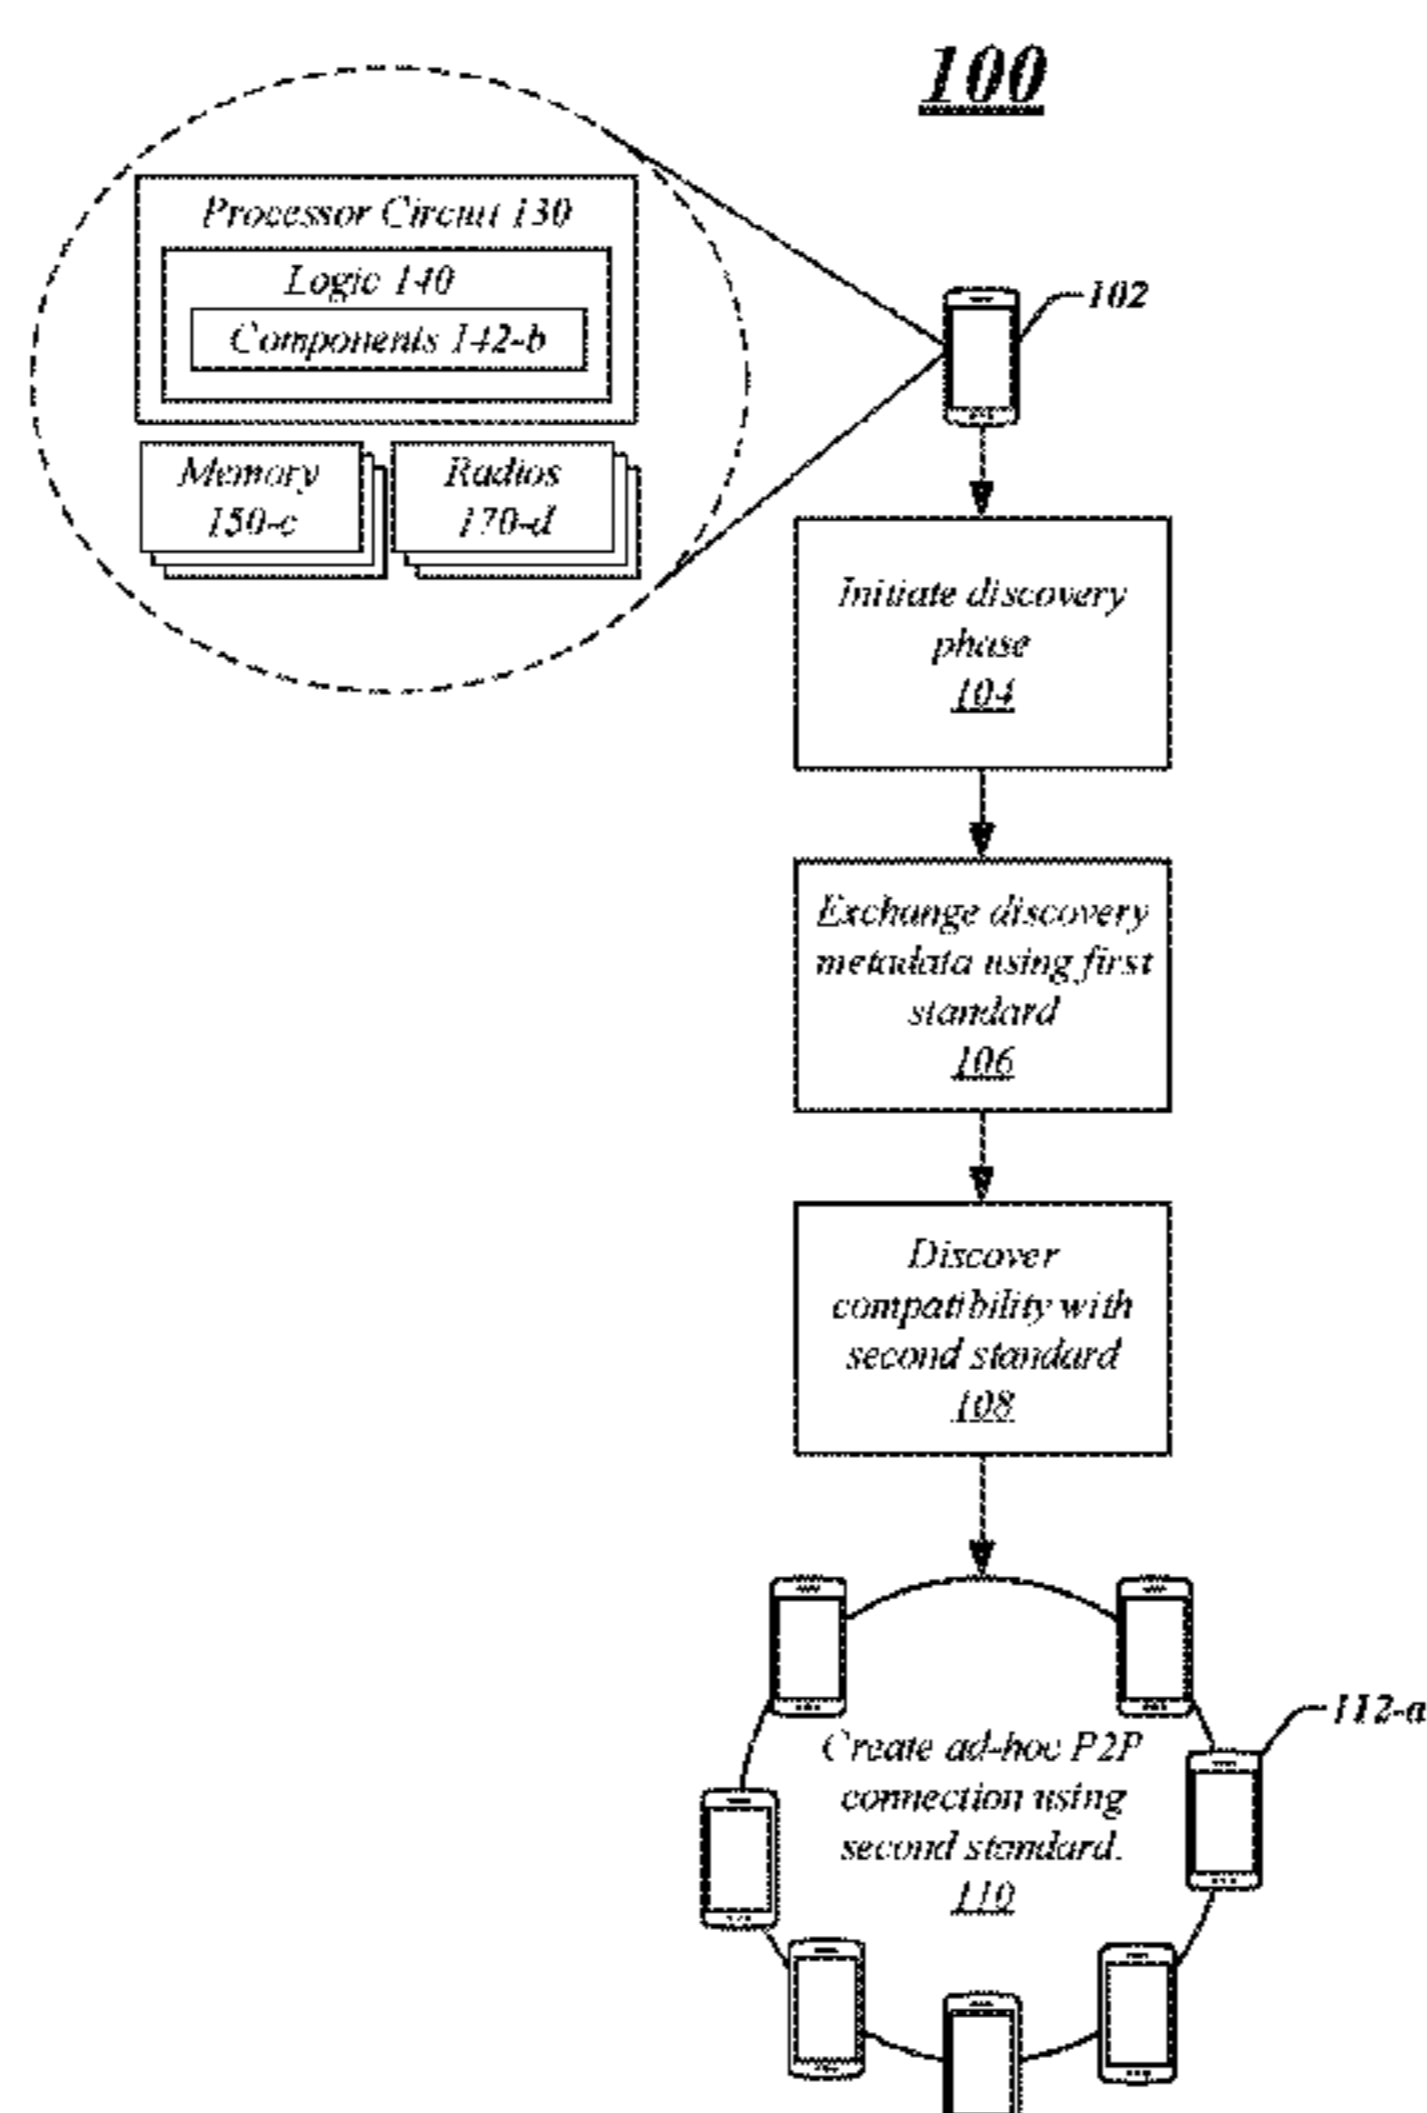 100
Processor Circuit 130
Logic 140
Components 142-b
Memory
150-c
Radios
170-d
102
Initiate discovery
phase
104
Exchange discovery
metadata using first
standard
106
Discover
compatibility with
second standard
108
112-a
Create ad-hoc P2P
connection using
second standard.
110